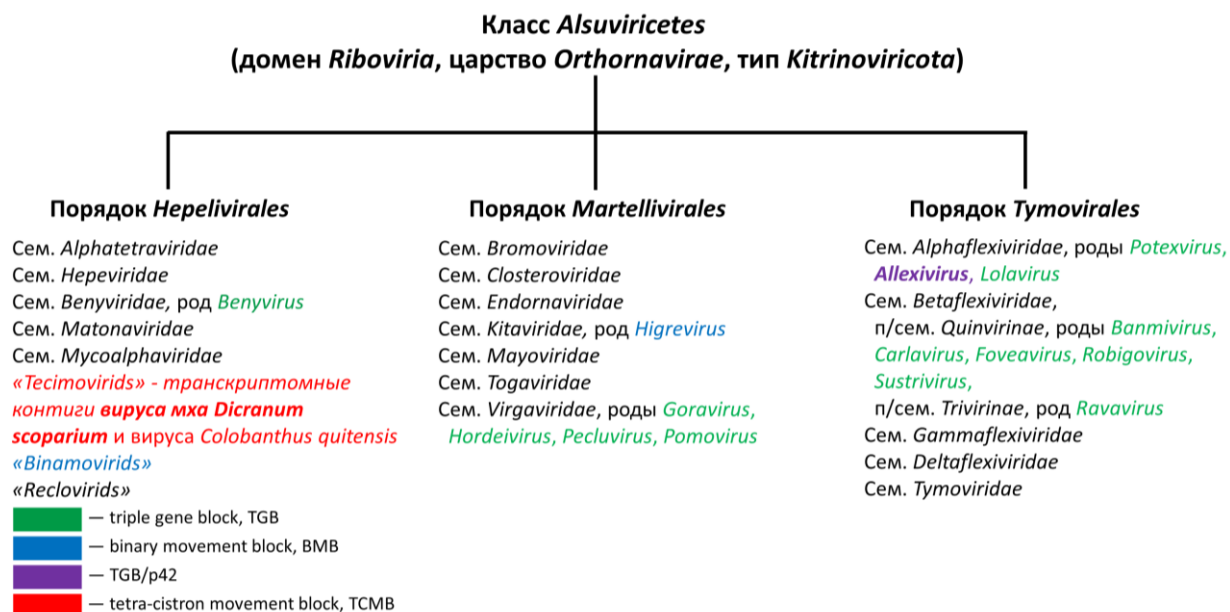 Класс Alsuviricetes
(домен Riboviria, царство Orthornavirae, тип Kitrinoviricota)
Порядок Hepelivirales
Сем. Alphatetraviridae
Сем. Hepeviridae
Сем. Benyviridae, род Benyvirus
Сем. Matonaviridae
Сем. Mycoalphaviridae
«Tecimovirids» - транскриптомные
контиги вируса мха Dicranum
scoparium и вируса Colobanthus quitensis
«Binamovirids»
«Reclovirids»
— triple gene block, TGB
— binary movement block, BMB
— TGB/p42
— tetra-cistron movement block, TCMB
Порядок Martellivirales
Сем. Bromoviridae
Сем. Closteroviridae
Сем. Endornaviridae
Сем. Kitaviridae, род Higrevirus
Сем. Mayoviridae
Сем. Togaviridae
Сем. Virgaviridae, роды Goravirus,
Hordeivirus, Pecluvirus, Pomovirus
Порядок Tymovirales
Сем. Alphaflexiviridae, роды Potexvirus,
Allexivirus, Lolavirus
Сем. Betaflexiviridae,
п/сем. Quinvirinae, роды Banmivirus,
Carlavirus, Foveavirus, Robigovirus,
Sustrivirus,
п/сем. Trivirinae, род Ravavirus
Сем. Gammaflexiviridae
Сем. Deltaflexiviridae
Сем. Tymoviridae